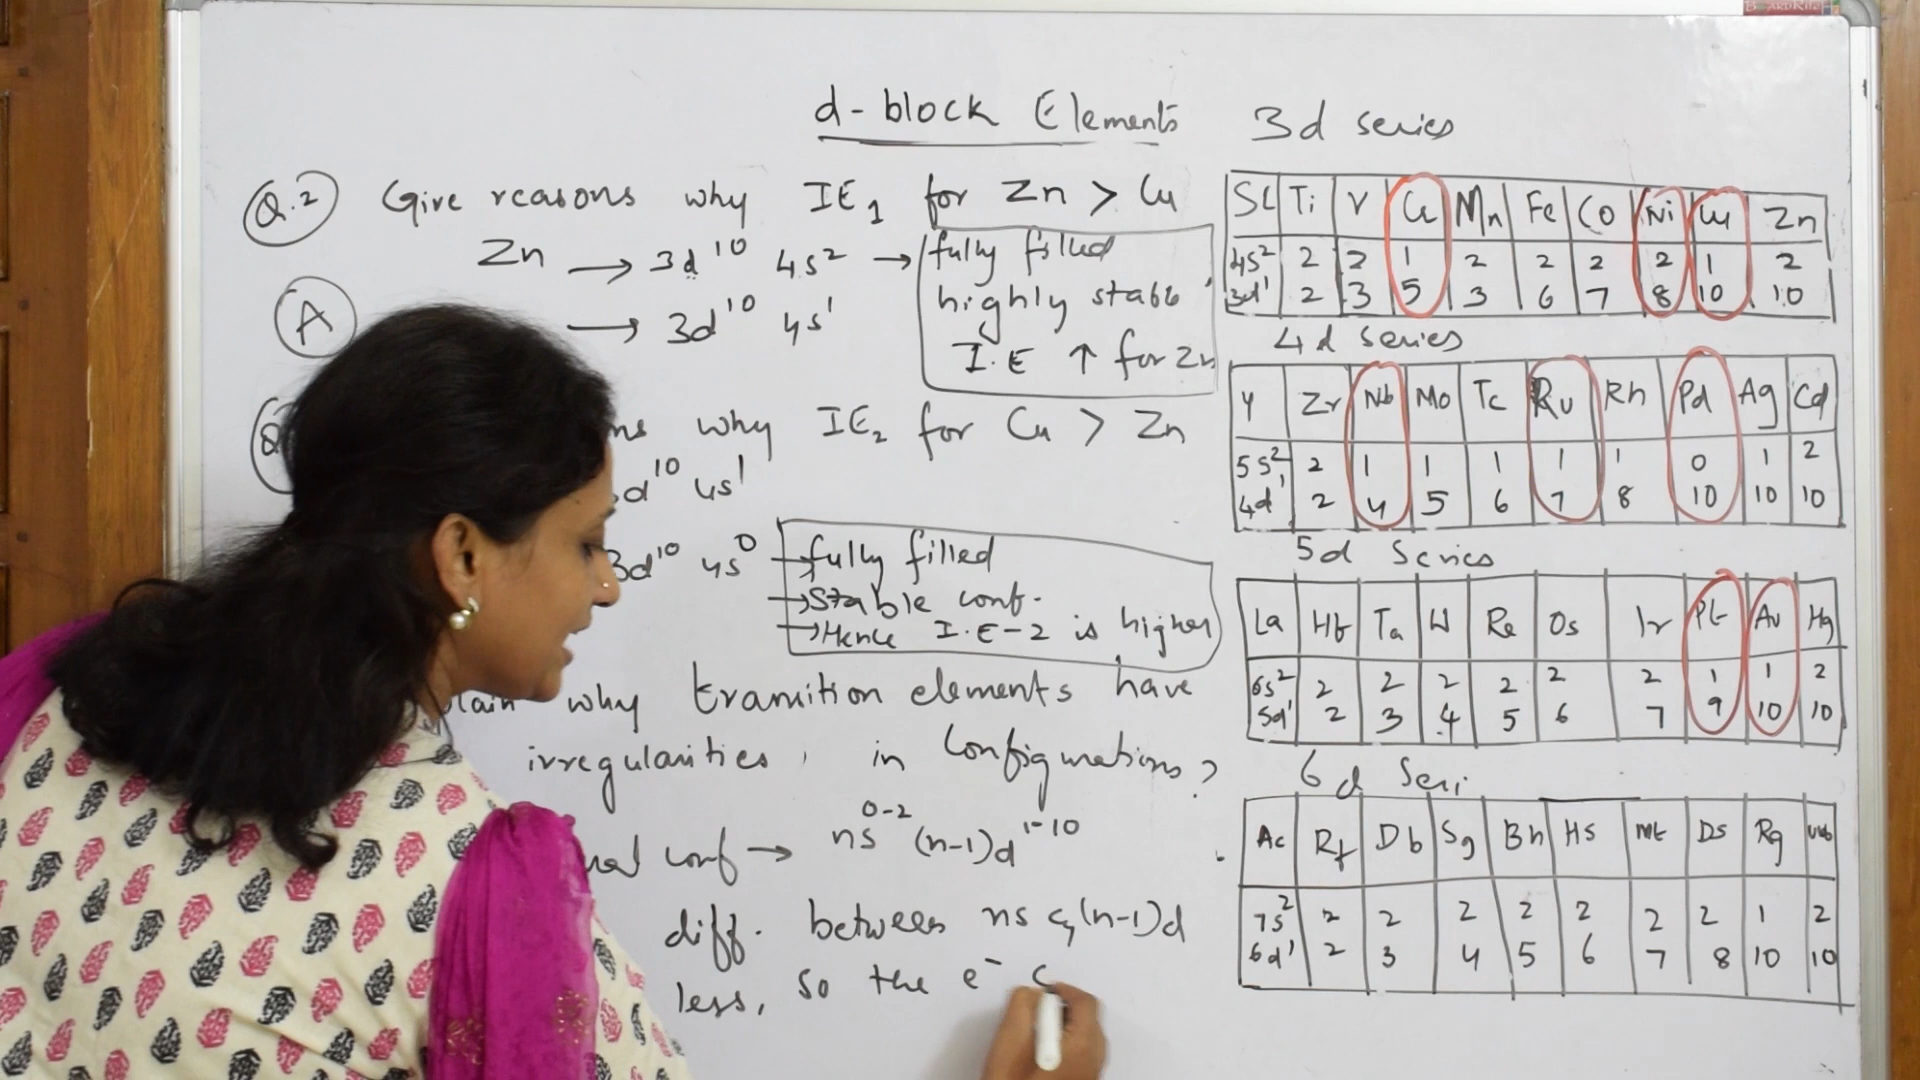 d-block Elements
3d series
Q.2 Give reasons why IE₁ for Zn > Cu
Zn → 3d¹⁰ 4s² → fully filled
highly stable
I.E ↑ for Zn
A → 3d¹⁰ 4s¹
why IE₂ for Cu > Zn
d¹⁰ 4s¹
3d¹⁰ 4s⁰ → fully filled
→ Stable conf.
→ Hence I.E-2 is higher
lain why transition elements have
irregularities, in Configurations?
conf → ns⁰⁻² (n-1)d¹⁻¹⁰
diff. between ns & (n-1)d
less, so the e⁻
Sc Ti V Cr Mn Fe Co Ni Cu Zn
4s² 2 2 1 2 2 2 2 1 2
3d¹ 2 3 5 3 6 7 8 10 10
4d series
Y Zr Nb Mo Tc Ru Rh Pd Ag Cd
5s² 2 1 1 1 1 1 0 1 2
4d¹ 2 4 5 6 7 8 10 10 10
5d Series
La Hf Ta W Re Os Ir Pt Au Hg
6s² 2 2 2 2 2 2 1 1 2
5d¹ 2 3 4 5 6 7 9 10 10
6d Seri
Ac Rf Db Sg Bh Hs Mt Ds Rg Uub
7s² 2 2 2 2 2 2 2 1 2
6d¹ 2 3 4 5 6 7 8 10 10